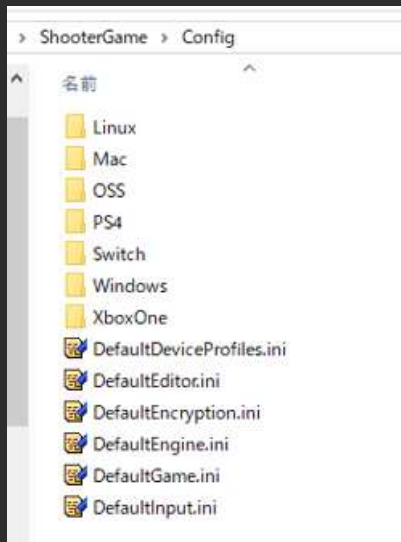 > ShooterGame > Config
名前
Linux
Mac
OSS
PS4
Switch
Windows
XboxOne
DefaultDeviceProfiles.ini
DefaultEditor.ini
DefaultEncryption.ini
DefaultEngine.ini
DefaultGame.ini
DefaultInput.ini